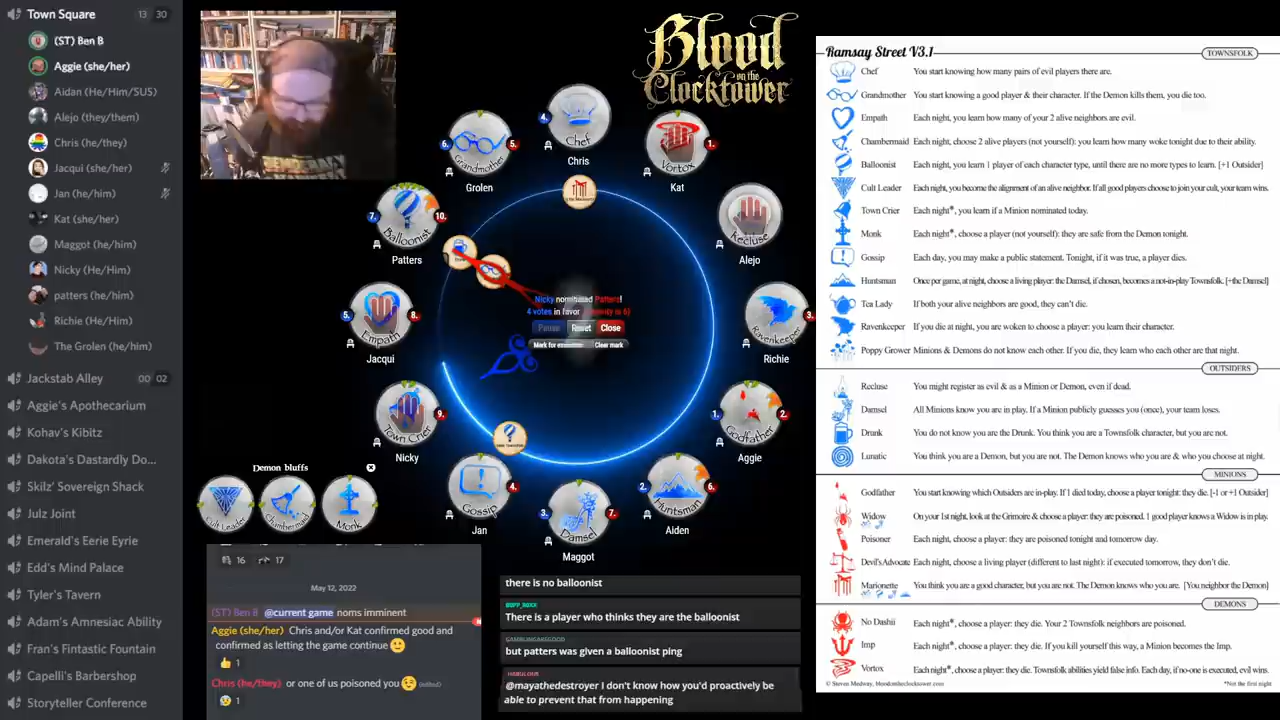 Town Square
13 30
(ST) Ben B
Aggie (she/h
Aidan (He/Him /SUS)
Ben (they/them)
Chris (he/they)
Jacqui (she/her)
Jan (he/him)
Kat (she/her)
Maggot (he/him)
Nicky (He/Him)
patters (he/him)
Richie (he/him)
The Grolen (he/him)
Jackstab Alley
00 02
Aggie's Apothecarium
Kohav's Kibitz
Dakota's Dastardly Do...
Skib' Sovereign Shack
Julz Jail
Emerald's Eerie Eyrie
Edd's Mind Palace
Tyler's Tavern
Adam's Amnesiac Ability
Fran's Fintastic Fountain
Captain's Cabin
Storyteller Conference
Blood
on the
Clocktower
Chef
Chris
Vortox
Kat
Recluse
Alejo
Ravenkeeper
Richie
Godfather
Aggie
Huntsman
Aiden
Damsel
Maggot
Gossip
Jan
Nicky
Empath
Jacqui
Balloonist
Patters
Grandmother
Grolen
Nicky nominated Patters!
4 votes in favor
Pause
Reset
Close
Clear mark
Demon bluffs
Cult Leader
Chambermaid
Monk
16 17
May 12, 2022
(ST) Ben B @current game noms imminent
Aggie (she/her) Chris and/or Kat confirmed good and
confirmed as letting the game continue
1
Chris (he/they) or one of us poisoned you (edited)
1
there is no balloonist
There is a player who thinks they are the balloonist
but patters was given a balloonist ping
@mayuthisdestroyer I don't know how you'd proactively be
able to prevent that from happening
Ramsay Street V3.1
TOWNSFOLK
Chef You start knowing how many pairs of evil players there are.
Grandmother You start knowing a good player & their character. If the Demon kills them, you die too.
Empath Each night, you learn how many of your 2 alive neighbors are evil.
Chambermaid Each night, choose 2 alive players (not yourself): you learn how many woke tonight due to their ability.
Balloonist Each night, you learn 1 player of each character type, until there are no more types to learn. [+1 Outsider]
Cult Leader Each night, you become the alignment of an alive neighbor. If all good players choose to join your cult, your team wins.
Town Crier Each night*, you learn if a Minion nominated today.
Monk Each night*, choose a player (not yourself): they are safe from the Demon tonight.
Gossip Each day, you may make a public statement. Tonight, if it was true, a player dies.
Huntsman Once per game, at night, choose a living player: the Damsel, if chosen, becomes a not-in-play Townsfolk. [+the Damsel]
Tea Lady If both your alive neighbors are good, they can't die.
Ravenkeeper If you die at night, you are woken to choose a player: you learn their character.
Poppy Grower Minions & Demons do not know each other. If you die, they learn who each other are that night.
OUTSIDERS
Recluse You might register as evil & as a Minion or Demon, even if dead.
Damsel All Minions know you are in play. If a Minion publicly guesses you (once), your team loses.
Drunk You do not know you are the Drunk. You think you are a Townsfolk character, but you are not.
Lunatic You think you are a Demon, but you are not. The Demon knows who you are & who you choose at night.
MINIONS
Godfather You start knowing which Outsiders are in-play. If 1 died today, choose a player tonight: they die. [-1 or +1 Outsider]
Widow On your 1st night, look at the Grimoire & choose a player: they are poisoned. 1 good player knows a Widow is in play.
Poisoner Each night, choose a player: they are poisoned tonight and tomorrow day.
Devil's Advocate Each night, choose a living player (different to last night): if executed tomorrow, they don't die.
Marionette You think you are a good character, but you are not. The Demon knows who you are. [You neighbor the Demon]
DEMONS
No Dashii Each night*, choose a player: they die. Your 2 Townsfolk neighbors are poisoned.
Imp Each night*, choose a player: they die. If you kill yourself this way, a Minion becomes the Imp.
Vortox Each night*, choose a player: they die. Townsfolk abilities yield false info. Each day, if no-one is executed, evil wins.
© Steven Medway, bloodontheclocktower.com
*Not the first night